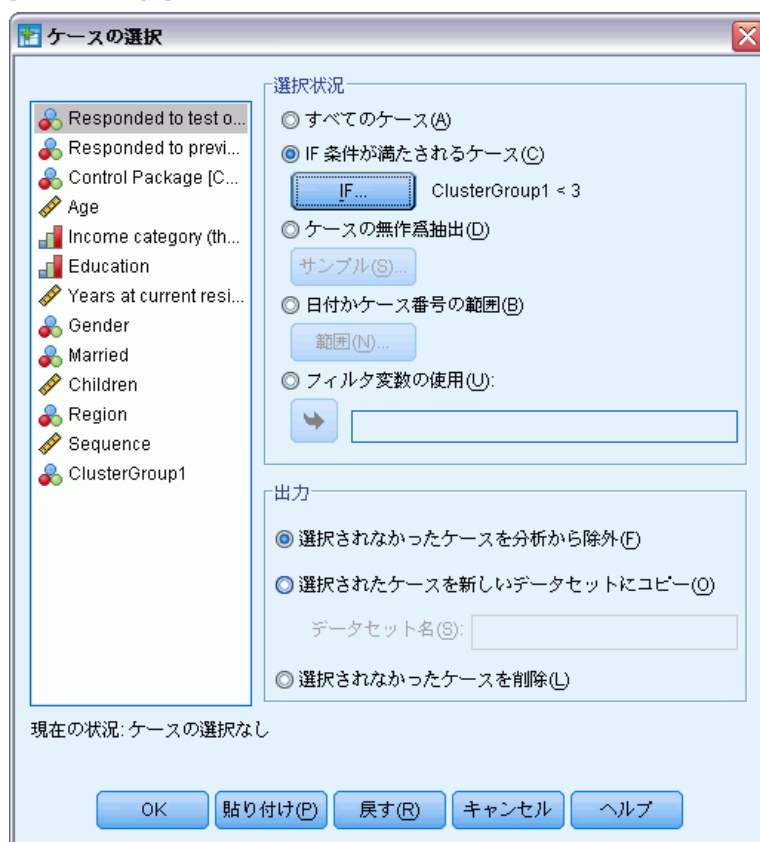 ケースの選択
Responded to test o...
Responded to previ...
Control Package [C...
Age
Income category (th...
Education
Years at current resi...
Gender
Married
Children
Region
Sequence
ClusterGroup1
選択状況
すべてのケース(A)
IF 条件が満たされるケース(C)
IF... ClusterGroup1 < 3
ケースの無作爲抽出(D)
サンプル(S)...
日付かケース番号の範囲(B)
範囲(N)...
フィルタ変数の使用(U):
出力
選択されなかったケースを分析から除外(F)
選択されたケースを新しいデータセットにコピー(O)
データセット名(S):
選択されなかったケースを削除(L)
現在の状況: ケースの選択なし
OK 貼り付け(P) 戻す(R) キャンセル ヘルプ